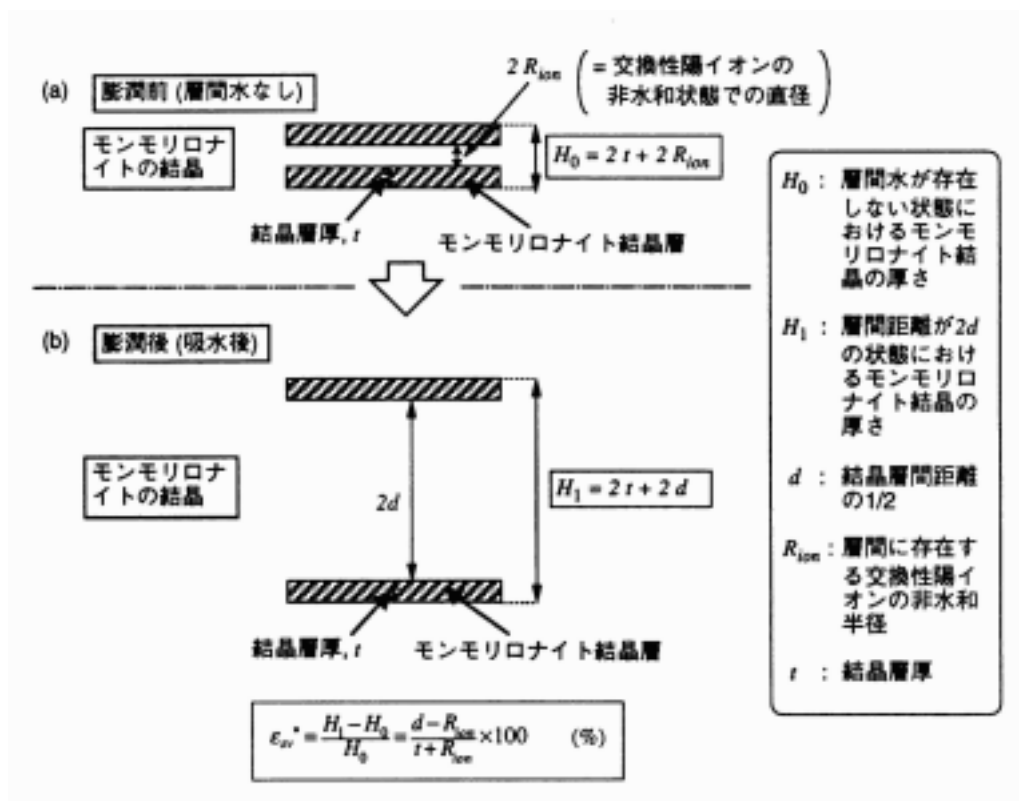 (a) 膨潤前 (層間水なし)
2 R_ion ( = 交換性陽イオンの
非水和状態での直径 )
モンモリロナ
イトの結晶
H_0 = 2 t + 2 R_ion
結晶層厚, t
モンモリロナイト結晶層
(b) 膨潤後 (吸水後)
モンモリロナ
イトの結晶
2d
H_1 = 2 t + 2 d
結晶層厚, t
モンモリロナイト結晶層
ε_sv* = (H_1 − H_0)/H_0 = (d − R_ion)/(t + R_ion) ×100 (%)
H_0 : 層間水が存在
しない状態に
おけるモンモ
リロナイト結
晶の厚さ
H_1 : 層間距離が2d
の状態におけ
るモンモリロ
ナイト結晶の
厚さ
d : 結晶層間距離
の1/2
R_ion : 層間に存在す
る交換性陽イ
オンの非水和
半径
t : 結晶層厚